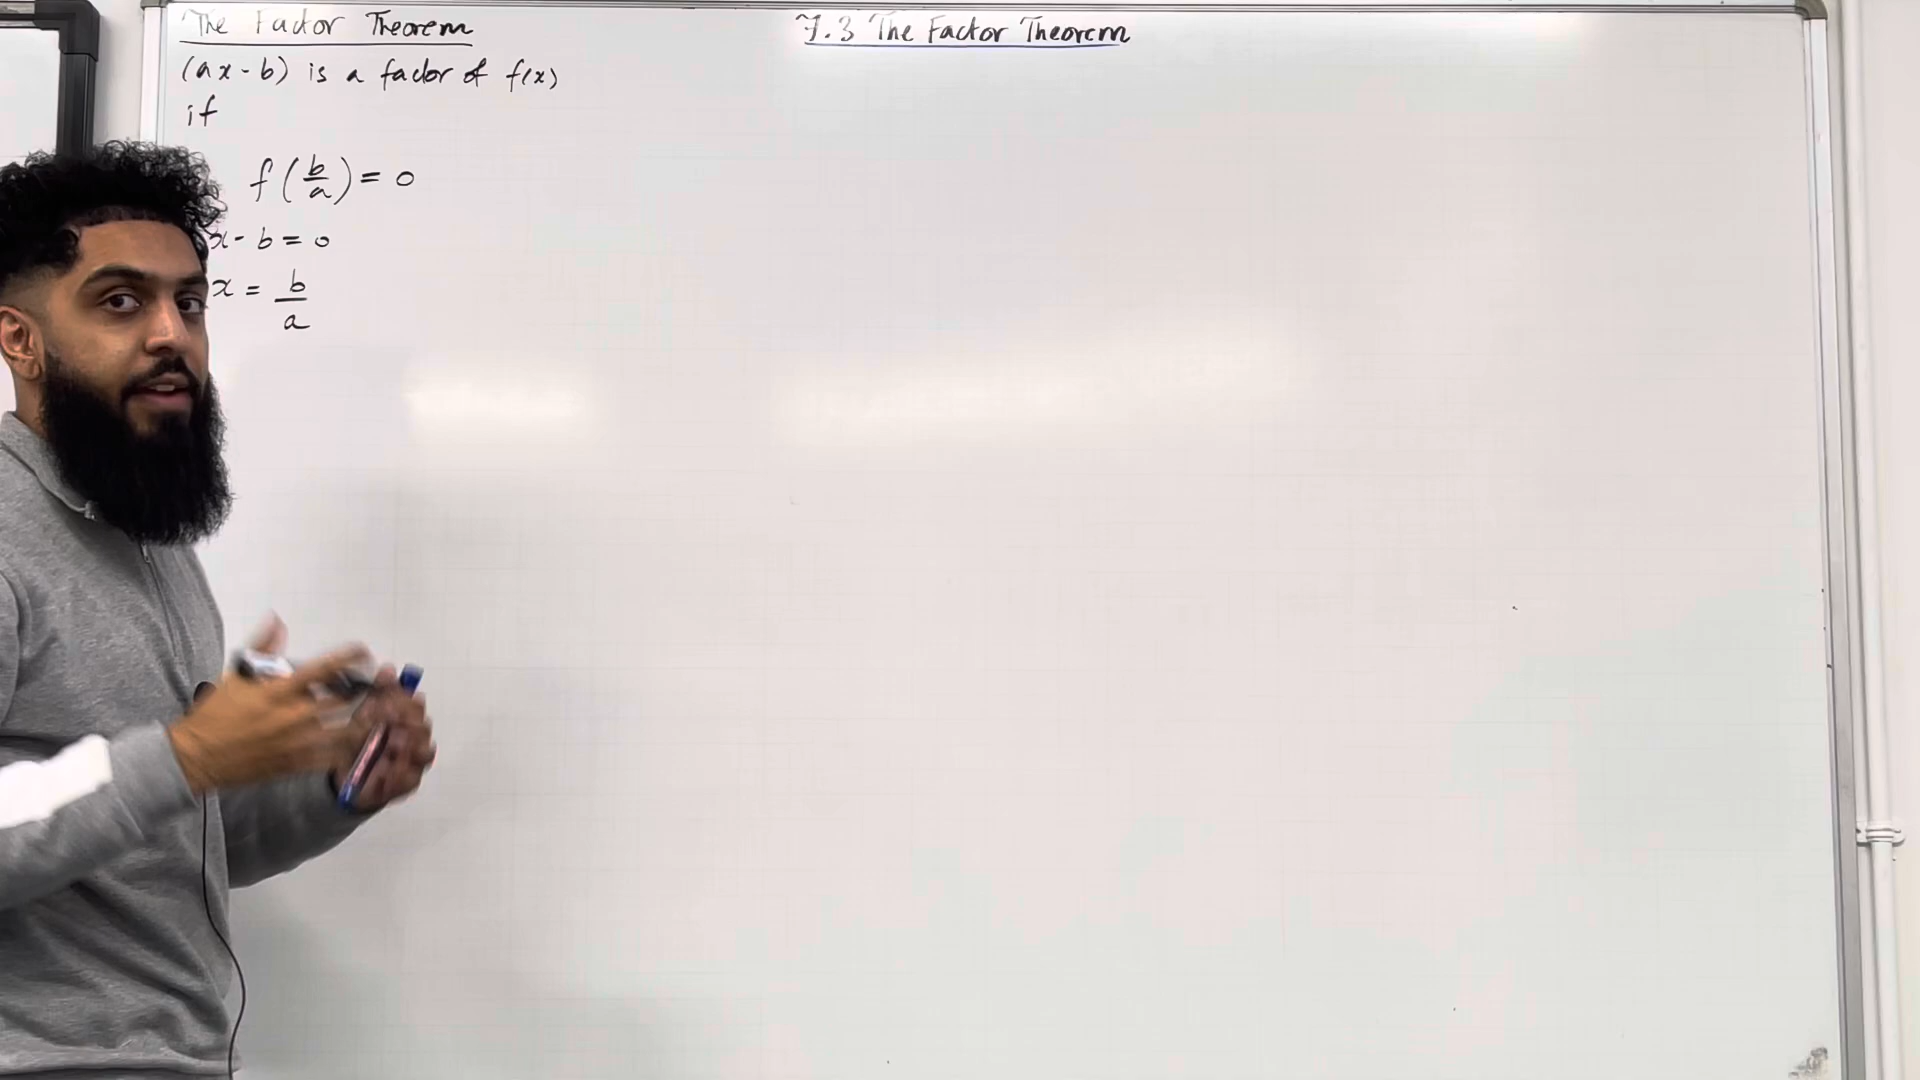 The Factor Theorem
(ax - b) is a factor of f(x)
if
f(b/a) = 0
x - b = 0
x = b/a
7.3 The Factor Theorem